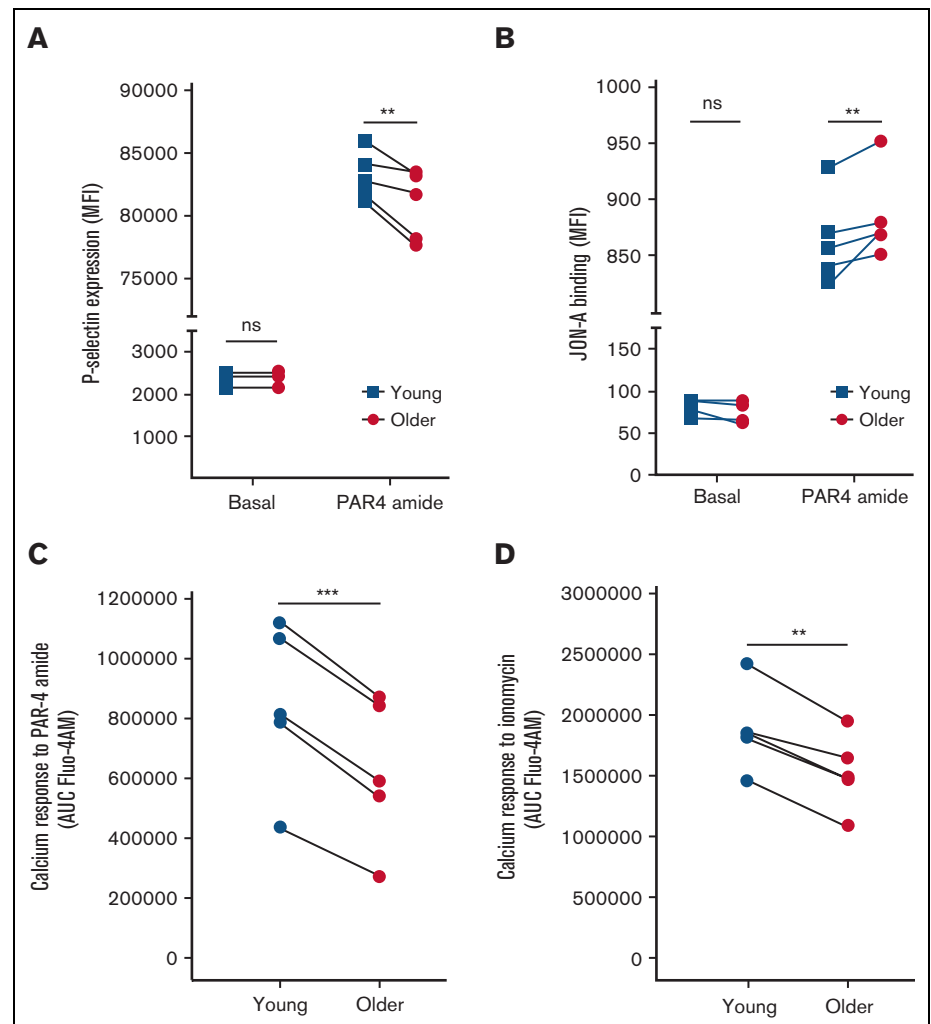 A
P-selectin expression (MFI)
90000
85000
80000
75000
3000
2000
1000
ns
**
Young
Older
Basal
PAR4 amide
B
JON-A binding (MFI)
1000
950
900
850
150
100
50
0
ns
**
Young
Older
Basal
PAR4 amide
C
Calcium response to PAR-4 amide
(AUC Fluo-4AM)
1200000
1000000
800000
600000
400000
200000
0
***
Young
Older
D
Calcium response to ionomycin
(AUC Fluo-4AM)
3000000
2500000
2000000
1500000
1000000
500000
0
**
Young
Older